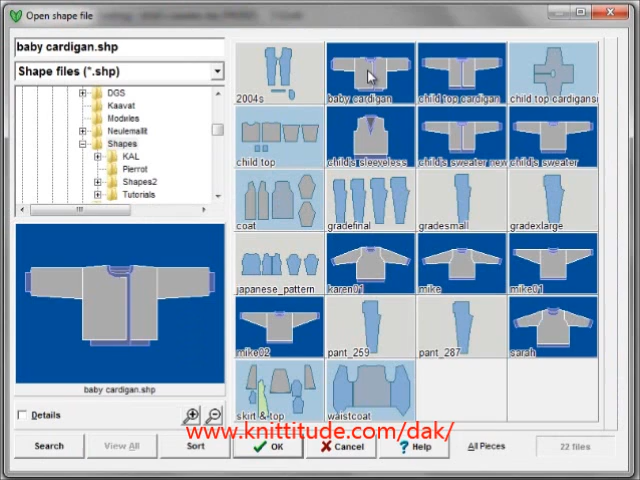 Open shape file
baby cardigan.shp
Shape files (*.shp)
DGS
Kaavat
Modules
Neulemallit
Shapes
KAL
Pierrot
Shapes2
Tutorials
baby cardigan.shp
Details
Search
View All
Sort
2004s
baby cardigan
child top cardigan
child top cardigans
child top
child's sleeveless
child's sweater new
child's sweater
coat
gradefinal
gradesmall
gradexlarge
japanese_pattern
karen01
mike
mike01
mike02
pant_259
pant_287
sarah
skirt & top
waistcoat
www.knittitude.com/dak/
OK
Cancel
? Help
All Pieces
22 files